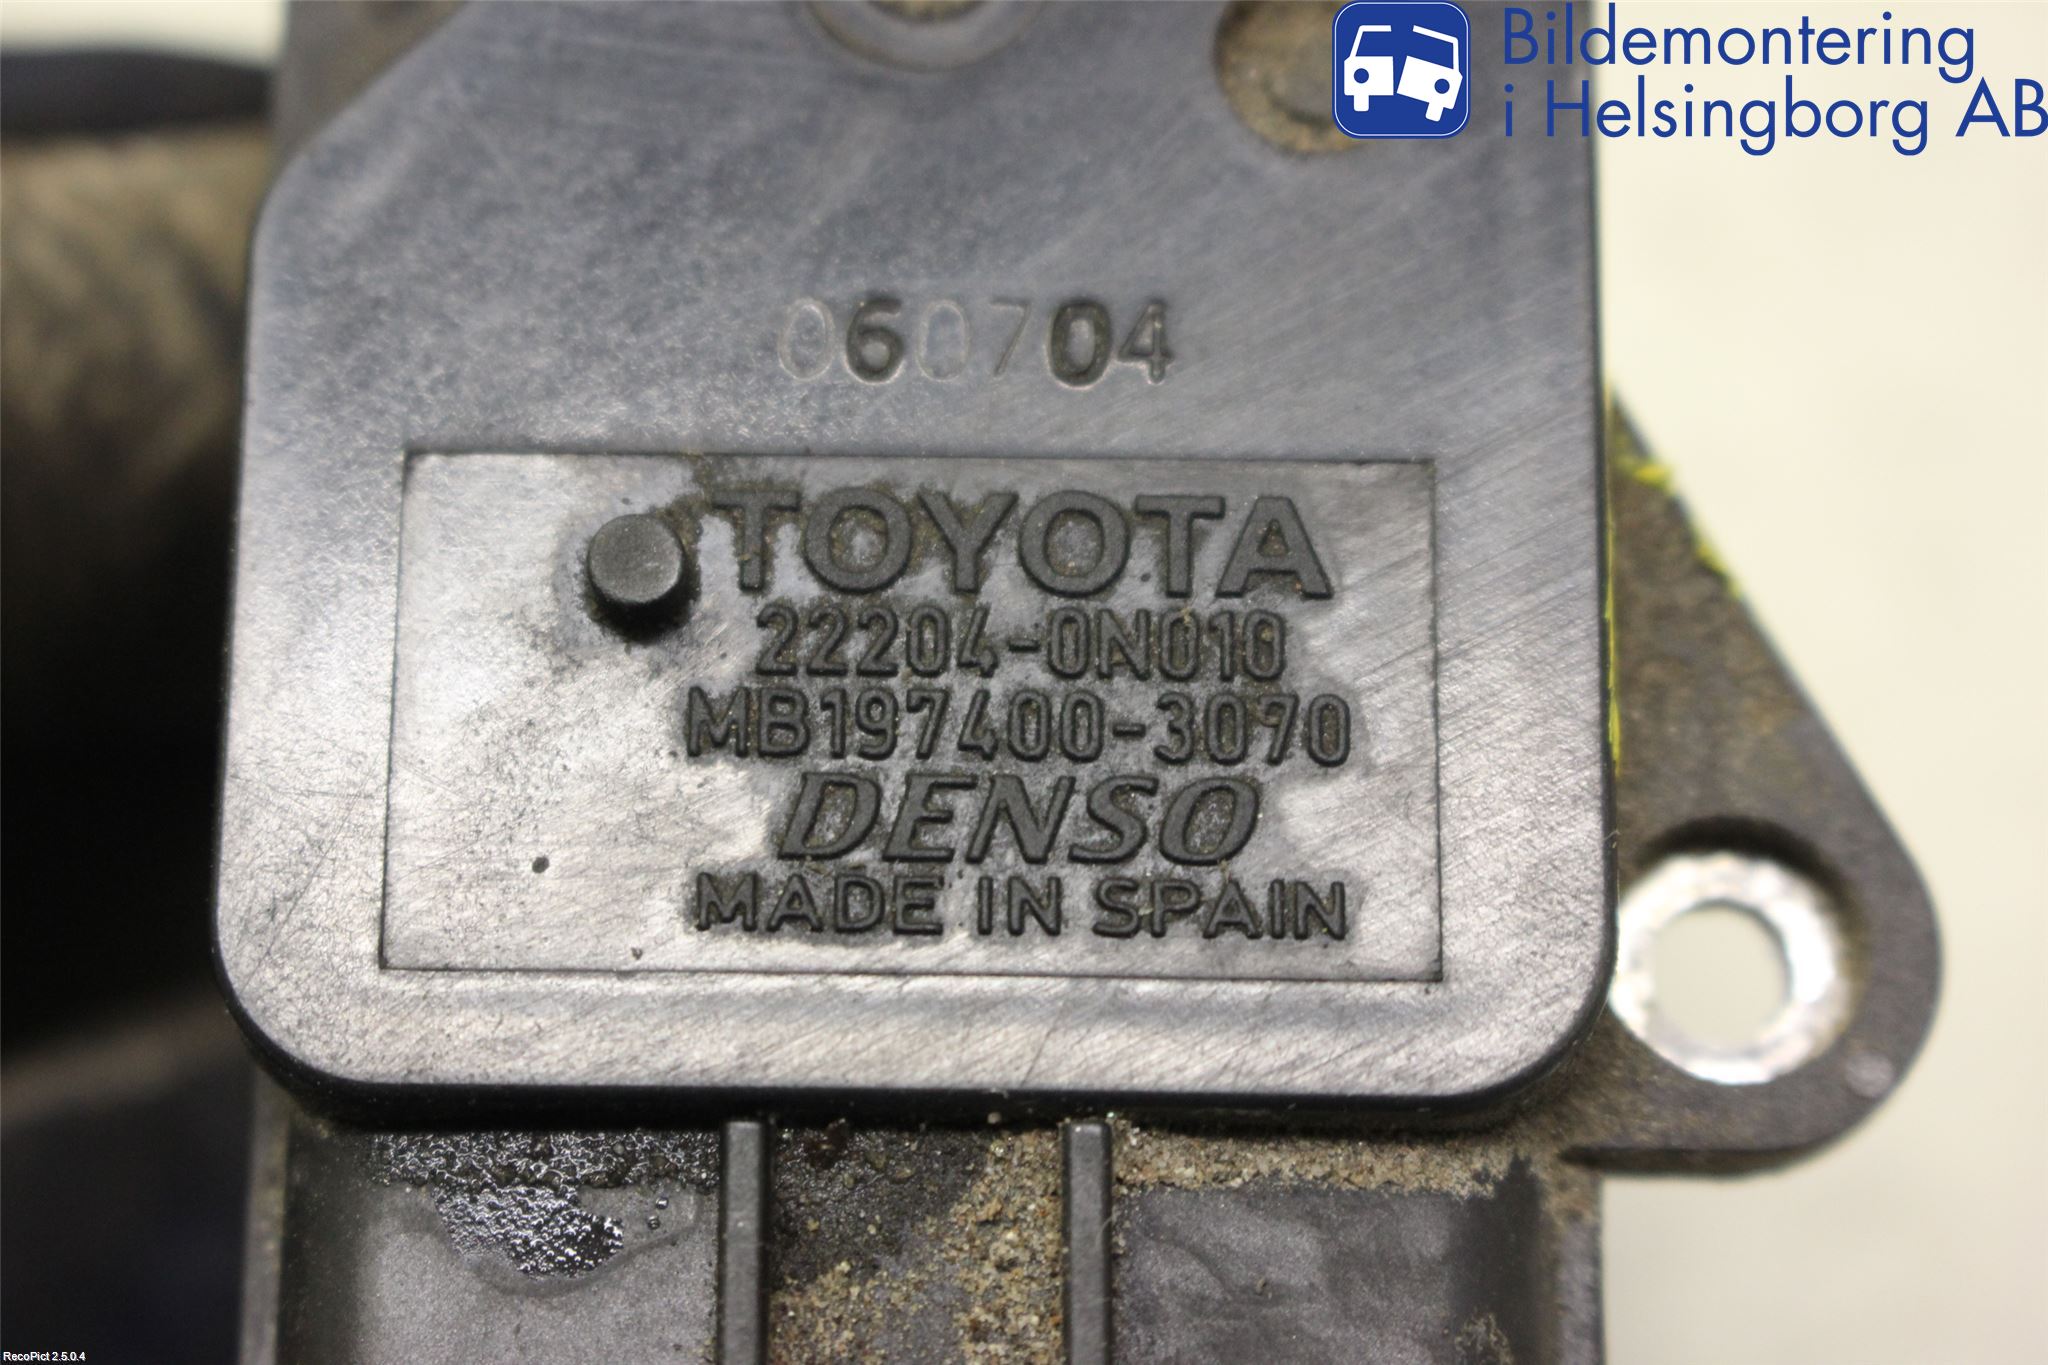 Bildemontering
i Helsingborg AB
060704
TOYOTA
22204-0N010
MB197400-3070
DENSO
MADE IN SPAIN
RecoPict 2.5.0.4